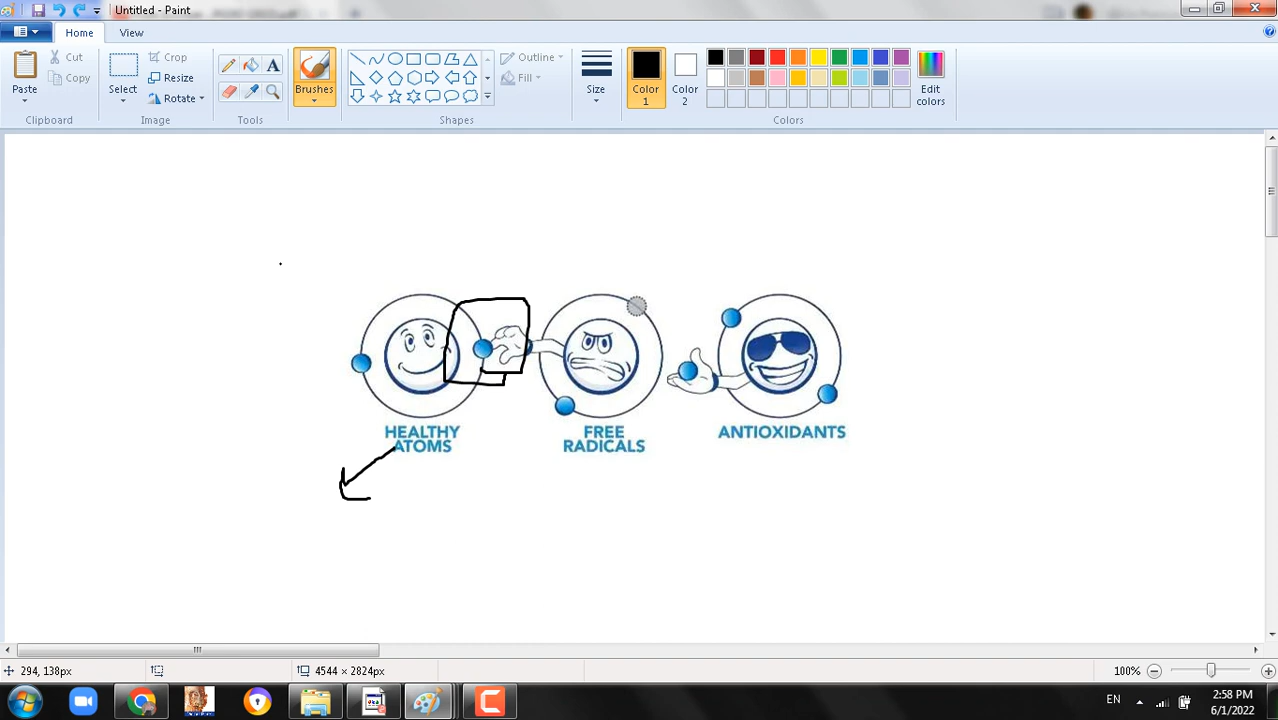 Untitled - Paint
Home
View
Paste
Cut
Copy
Clipboard
Select
Crop
Resize
Rotate
Image
A
Tools
Brushes
Outline
Fill
Shapes
Size
Color 1
Color 2
Edit colors
Colors
HEALTHY
ATOMS
FREE
RADICALS
ANTIOXIDANTS
294, 138px
4544 × 2824px
100%
EN
2:58 PM
6/1/2022